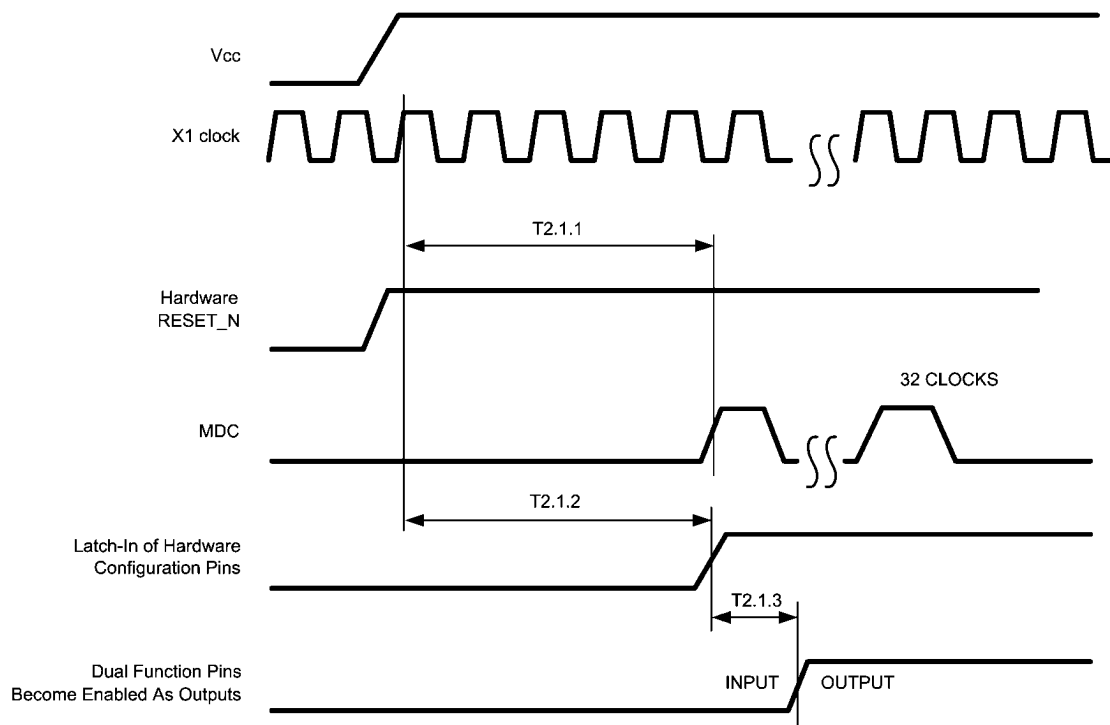 Vcc
X1 clock
T2.1.1
Hardware
RESET_N
32 CLOCKS
MDC
T2.1.2
Latch-In of Hardware
Configuration Pins
T2.1.3
Dual Function Pins
Become Enabled As Outputs
INPUT
OUTPUT